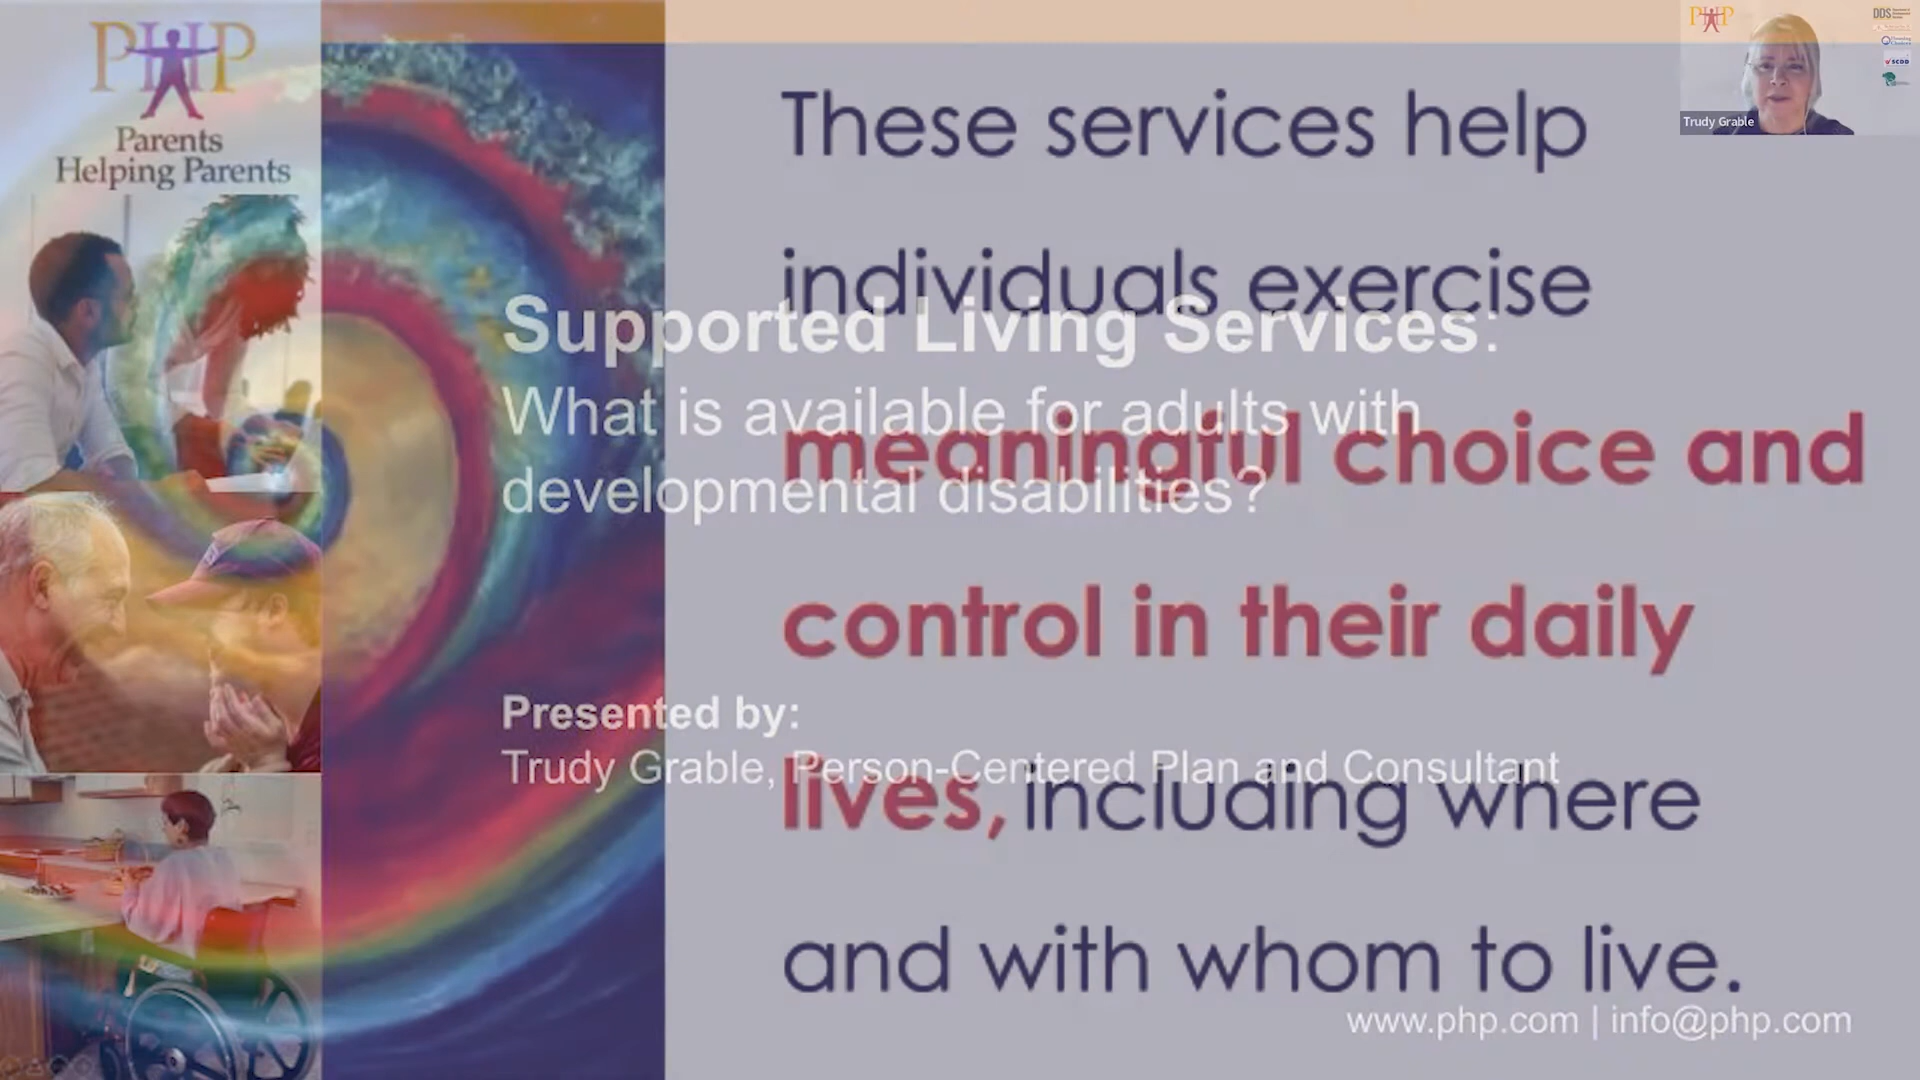 PHP
Parents
Helping Parents
These services help
individuals exercise
meaningful choice and
control in their daily
lives, including where
and with whom to live.
Supported Living Services:
What is available for adults with
developmental disabilities?
Presented by:
Trudy Grable, Person-Centered Plan and Consultant
www.php.com | info@php.com
PHP
DDS
SCDD
Trudy Grable